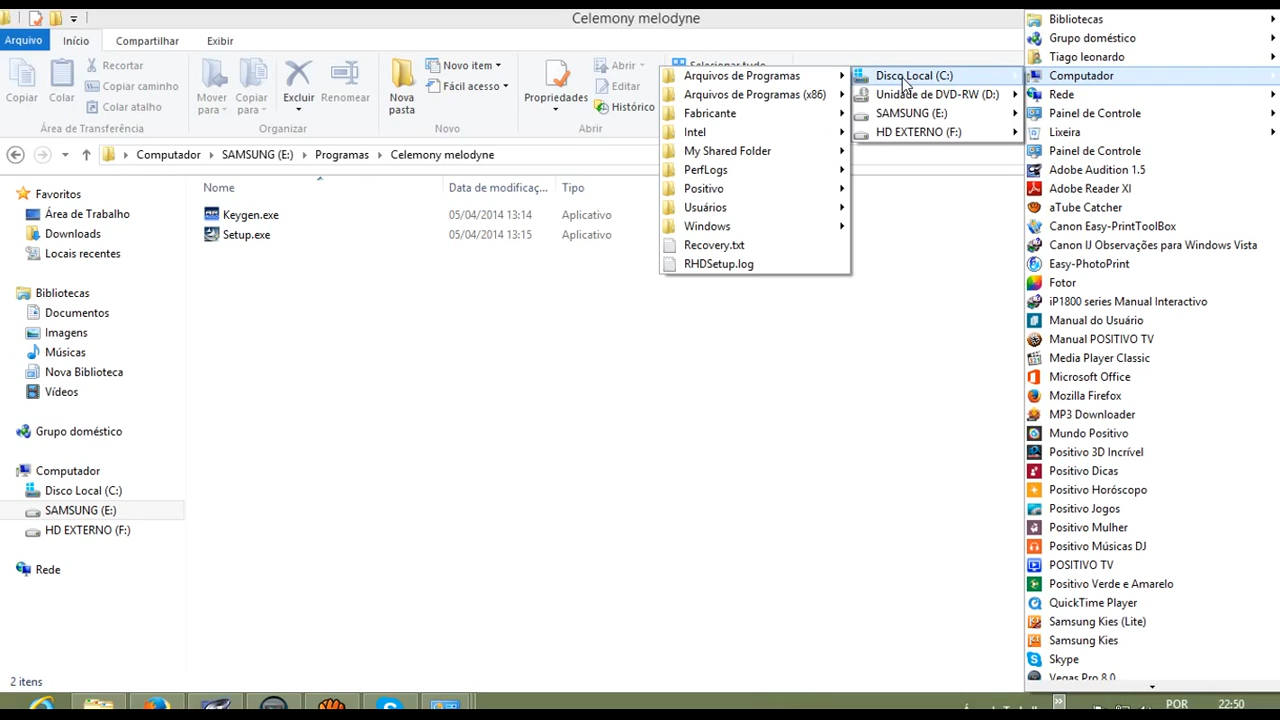 Celemony melodyne
Arquivo
Início
Compartilhar
Exibir
Copiar
Colar
Recortar
Copiar caminho
Colar atalho
Mover para
Copiar para
Excluir
Renomear
Organizar
Nova pasta
Novo item
Fácil acesso
Novo
Propriedades
Abrir
Editar
Histórico
Abrir
Selecionar tudo
Computador
SAMSUNG (E:)
Programas
Celemony melodyne
Favoritos
Área de Trabalho
Downloads
Locais recentes
Bibliotecas
Documentos
Imagens
Músicas
Nova Biblioteca
Vídeos
Grupo doméstico
Computador
Disco Local (C:)
SAMSUNG (E:)
HD EXTERNO (F:)
Rede
Nome
Data de modificaç...
Tipo
Keygen.exe
05/04/2014 13:14
Aplicativo
Setup.exe
05/04/2014 13:15
Aplicativo
Arquivos de Programas
Arquivos de Programas (x86)
Fabricante
Intel
My Shared Folder
PerfLogs
Positivo
Usuários
Windows
Recovery.txt
RHDSetup.log
Disco Local (C:)
Unidade de DVD-RW (D:)
SAMSUNG (E:)
HD EXTERNO (F:)
Bibliotecas
Grupo doméstico
Tiago leonardo
Computador
Rede
Painel de Controle
Lixeira
Painel de Controle
Adobe Audition 1.5
Adobe Reader XI
aTube Catcher
Canon Easy-PrintToolBox
Canon IJ Observações para Windows Vista
Easy-PhotoPrint
Fotor
iP1800 series Manual Interactivo
Manual do Usuário
Manual POSITIVO TV
Media Player Classic
Microsoft Office
Mozilla Firefox
MP3 Downloader
Mundo Positivo
Positivo 3D Incrível
Positivo Dicas
Positivo Horóscopo
Positivo Jogos
Positivo Mulher
Positivo Músicas DJ
POSITIVO TV
Positivo Verde e Amarelo
QuickTime Player
Samsung Kies (Lite)
Samsung Kies
Skype
Vegas Pro 8.0
2 itens
POR
22:50